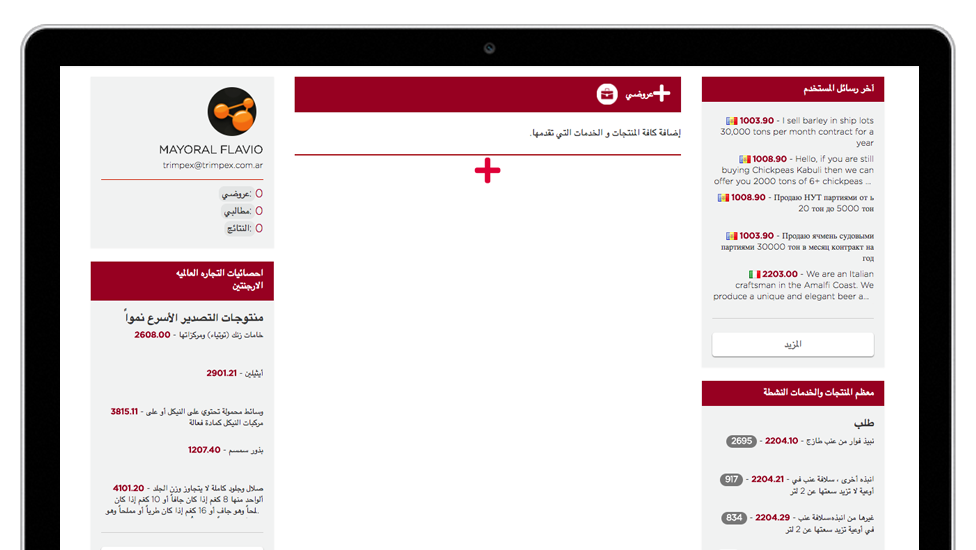 MAYORAL FLAVIO
trimpex@trimpex.com.ar
عروضي: 0
مطالبي: 0
النتائج: 0
احصائيات التجاره العالميه
الارجنتين
منتوجات التصدير الأسرع نمواً
خامات زنك (توتياء) ومركزاتها - 2608.00
أيثيلين - 2901.21
وسائط محمولة تحتوي على النيكل أو على - 3815.11
مركبات النيكل كمادة فعالة
بذور سمسم - 1207.40
صلال وجلود كاملة لا يتجاوز وزن الجلد - 4101.20
الواحد منها 8 كغم إذا كان جافاً أو 10 كغم إذا كان
ملحاً وهو جاف أو 16 كغم إذا كان طرياً أو مملحاً وهو
عروضي
إضافة كافة المنتجات و الخدمات التي تقدمها.
آخر رسائل المستخدم
1003.90 - I sell barley in ship lots
30,000 tons per month contract for a
year
1008.90 - Hello, if you are still
buying Chickpeas Kabuli then we can
offer you 2000 tons of 6+ chickpeas ...
1008.90 - Продаю НУТ партиями от ь
20 тон до 5000 тон
1003.90 - Продаю ячмень судовыми
партиями 30000 тон в месяц контракт на
год
2203.00 - We are an Italian
craftsman in the Amalfi Coast. We
produce a unique and elegant beer a...
المزيد
معظم المنتجات والخدمات النشطة
طلب
نبيذ فوار من عنب طازج - 2204.10 - 2695
انبذه أخرى ، سلافة عنب في - 2204.21 - 917
أوعية لا تزيد سعتها عن 2 لتر
غيرها من انبذه،سلافة عنب - 2204.29 - 834
في أوعية تزيد سعتها عن 2 لتر